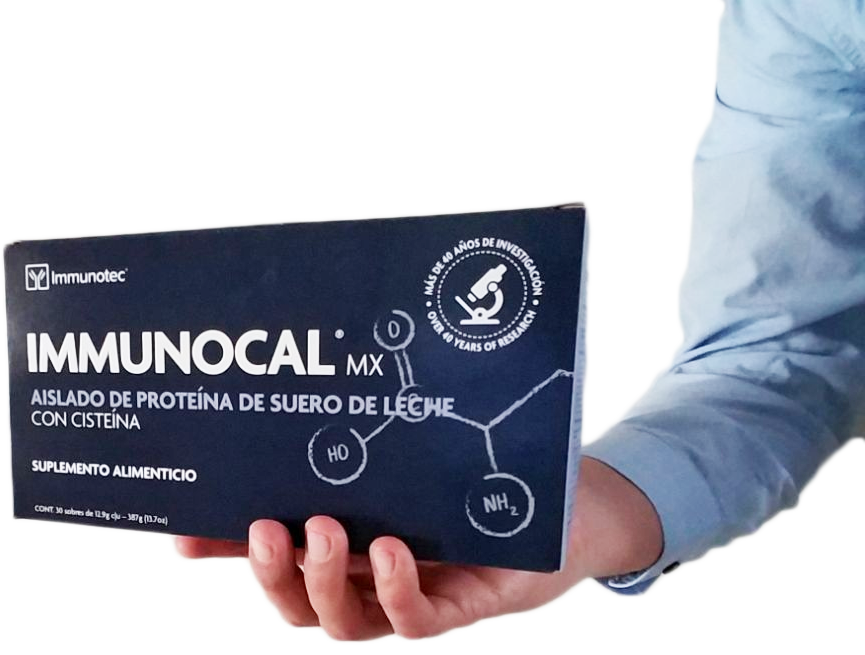 Immunotec®
MÁS DE 40 AÑOS DE INVESTIGACIÓN
OVER 40 YEARS OF RESEARCH
IMMUNOCAL® MX
AISLADO DE PROTEÍNA DE SUERO DE LECHE
CON CISTEÍNA
SUPLEMENTO ALIMENTICIO
CONT. 30 sobres de 12.9g c/u – 387g (13.7oz)
O
C
HO
NH₂